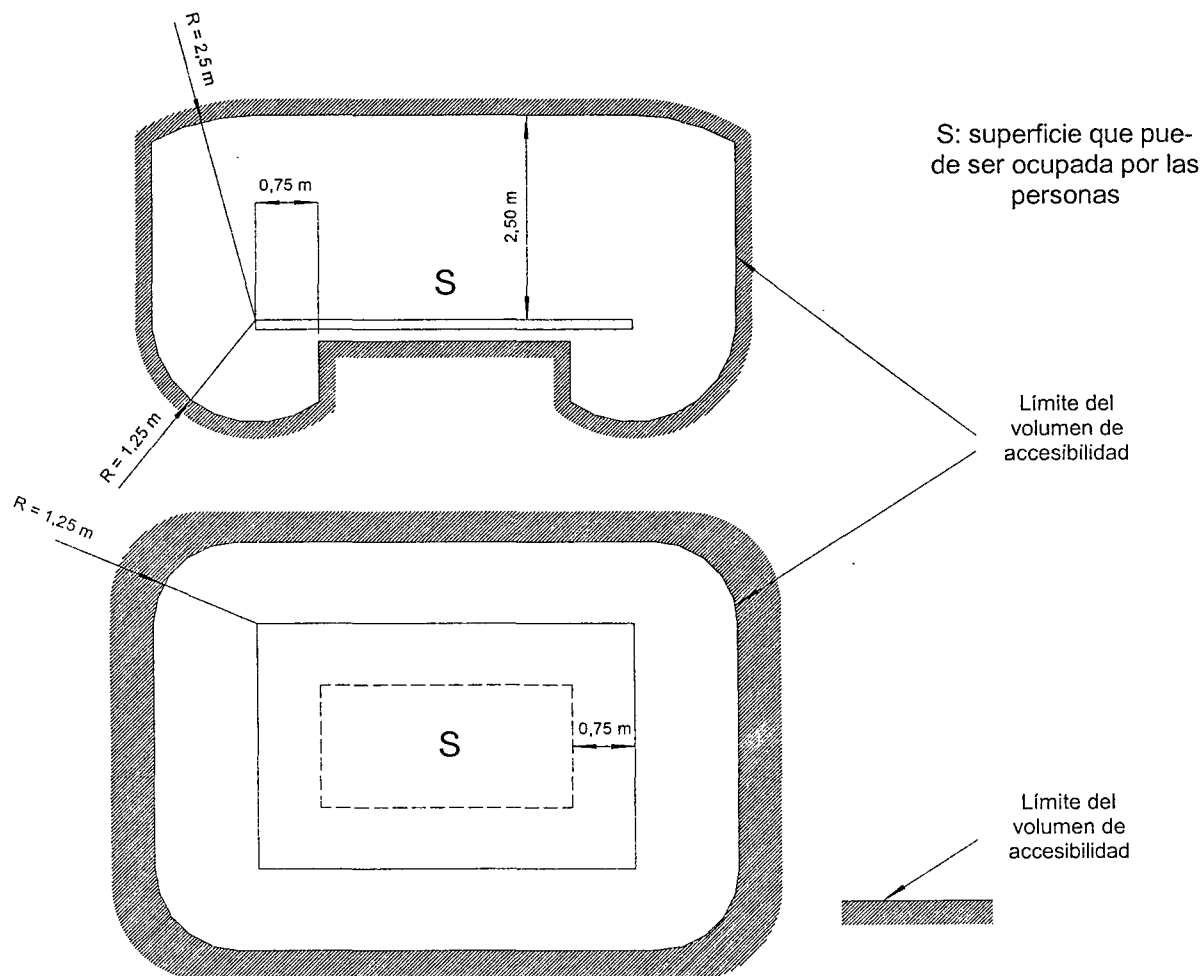 R = 2,5 m
S: superficie que pue-
de ser ocupada por las
personas
0,75 m
2,50 m
S
R = 1,25 m
Límite del
volumen de
accesibilidad
R = 1,25 m
0,75 m
S
Límite del
volumen de
accesibilidad